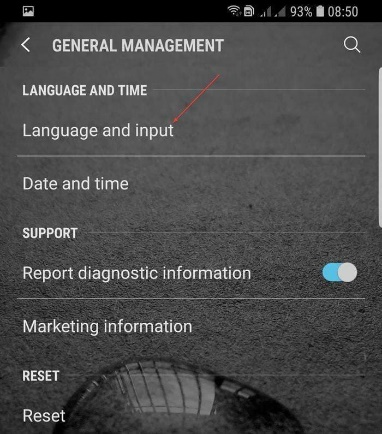 93% 08:50
GENERAL MANAGEMENT
LANGUAGE AND TIME
Language and input
Date and time
SUPPORT
Report diagnostic information
Marketing information
RESET
Reset